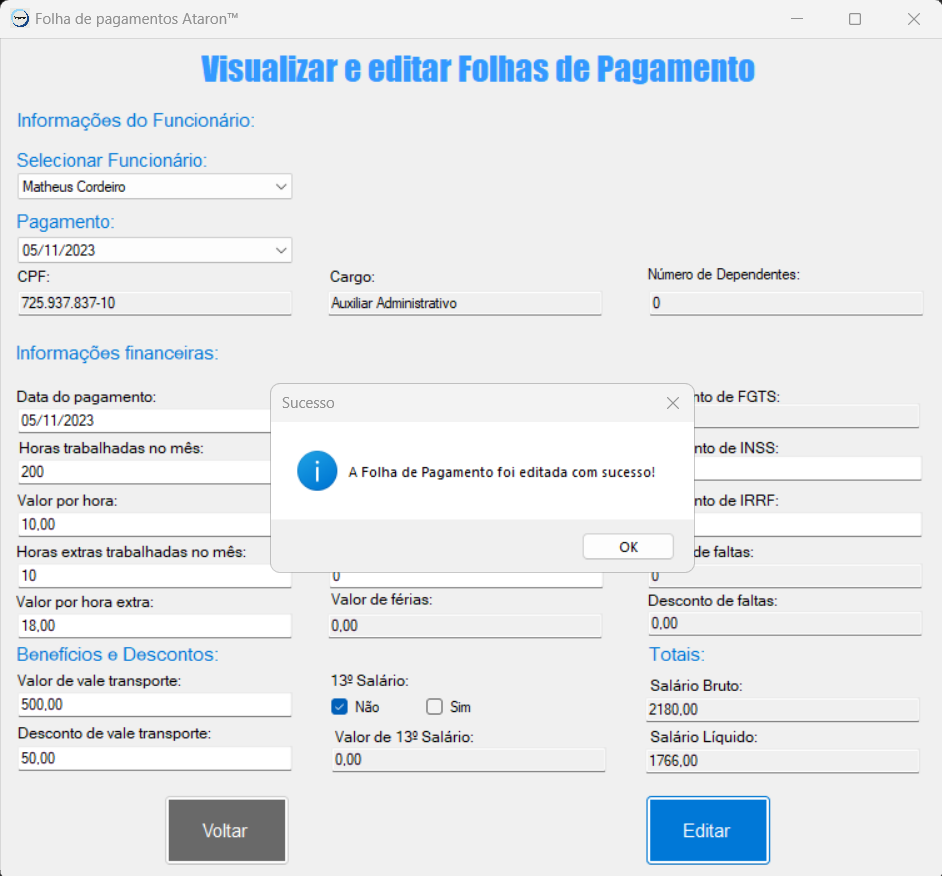 Folha de pagamentos Ataron™
Visualizar e editar Folhas de Pagamento
Informações do Funcionário:
Selecionar Funcionário:
Matheus Cordeiro
Pagamento:
05/11/2023
CPF:
725.937.837-10
Cargo:
Auxiliar Administrativo
Número de Dependentes:
0
Informações financeiras:
Data do pagamento:
05/11/2023
Horas trabalhadas no mês:
200
Valor por hora:
10,00
Horas extras trabalhadas no mês:
10
Valor por hora extra:
18,00
Sucesso
A Folha de Pagamento foi editada com sucesso!
OK
0
Valor de férias:
0,00
nto de FGTS:
nto de INSS:
nto de IRRF:
de faltas:
0
Desconto de faltas:
0,00
Benefícios e Descontos:
Valor de vale transporte:
500,00
Desconto de vale transporte:
50,00
13º Salário:
Não
Sim
Valor de 13º Salário:
0,00
Totais:
Salário Bruto:
2180,00
Salário Líquido:
1766,00
Voltar
Editar